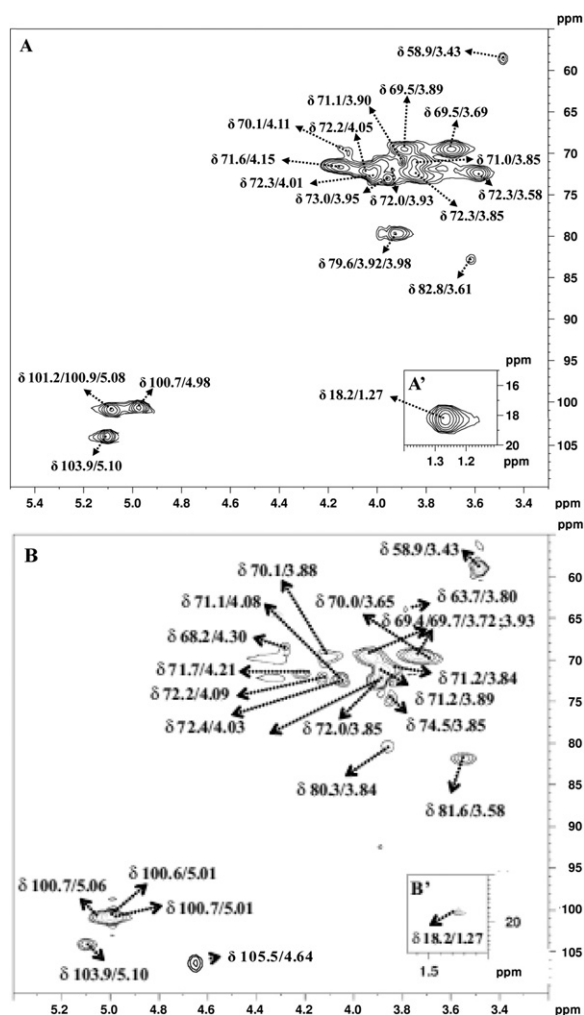 ppm
A
δ 58.9/3.43
55
δ 69.5/3.89
60
δ 71.1/3.90
δ 69.5/3.69
δ 70.1/4.11
δ 72.2/4.05
65
δ 71.6/4.15
δ 71.0/3.85
70
δ 72.3/4.01
δ 72.3/3.58
δ 73.0/3.95
δ 72.0/3.93
δ 72.3/3.85
75
80
δ 79.6/3.92/3.98
δ 82.8/3.61
85
90
ppm
95
δ 101.2/100.9/5.08
δ 100.7/4.98
δ 18.2/1.27
A'
16
100
18
δ 103.9/5.10
20
105
1.3 1.2 ppm
5.4 5.2 5.0 4.8 4.6 4.4 4.2 4.0 3.8 3.6 3.4 ppm
ppm
B
δ 58.9/3.43
55
δ 70.1/3.88
60
δ 71.1/4.08
δ 70.0/3.65
δ 63.7/3.80
δ 69.4/69.7/3.72;3.93
65
δ 68.2/4.30
70
δ 71.7/4.21
δ 71.2/3.84
δ 72.2/4.09
δ 71.2/3.89
75
δ 72.4/4.03
δ 72.0/3.85
δ 74.5/3.85
80
δ 80.3/3.84
δ 81.6/3.58
85
90
95
δ 100.7/5.06
δ 100.6/5.01
B'
δ 100.7/5.01
20
100
δ 18.2/1.27
δ 103.9/5.10
δ 105.5/4.64
1.5 ppm
105
5.2 5.0 4.8 4.6 4.4 4.2 4.0 3.8 3.6 3.4 ppm